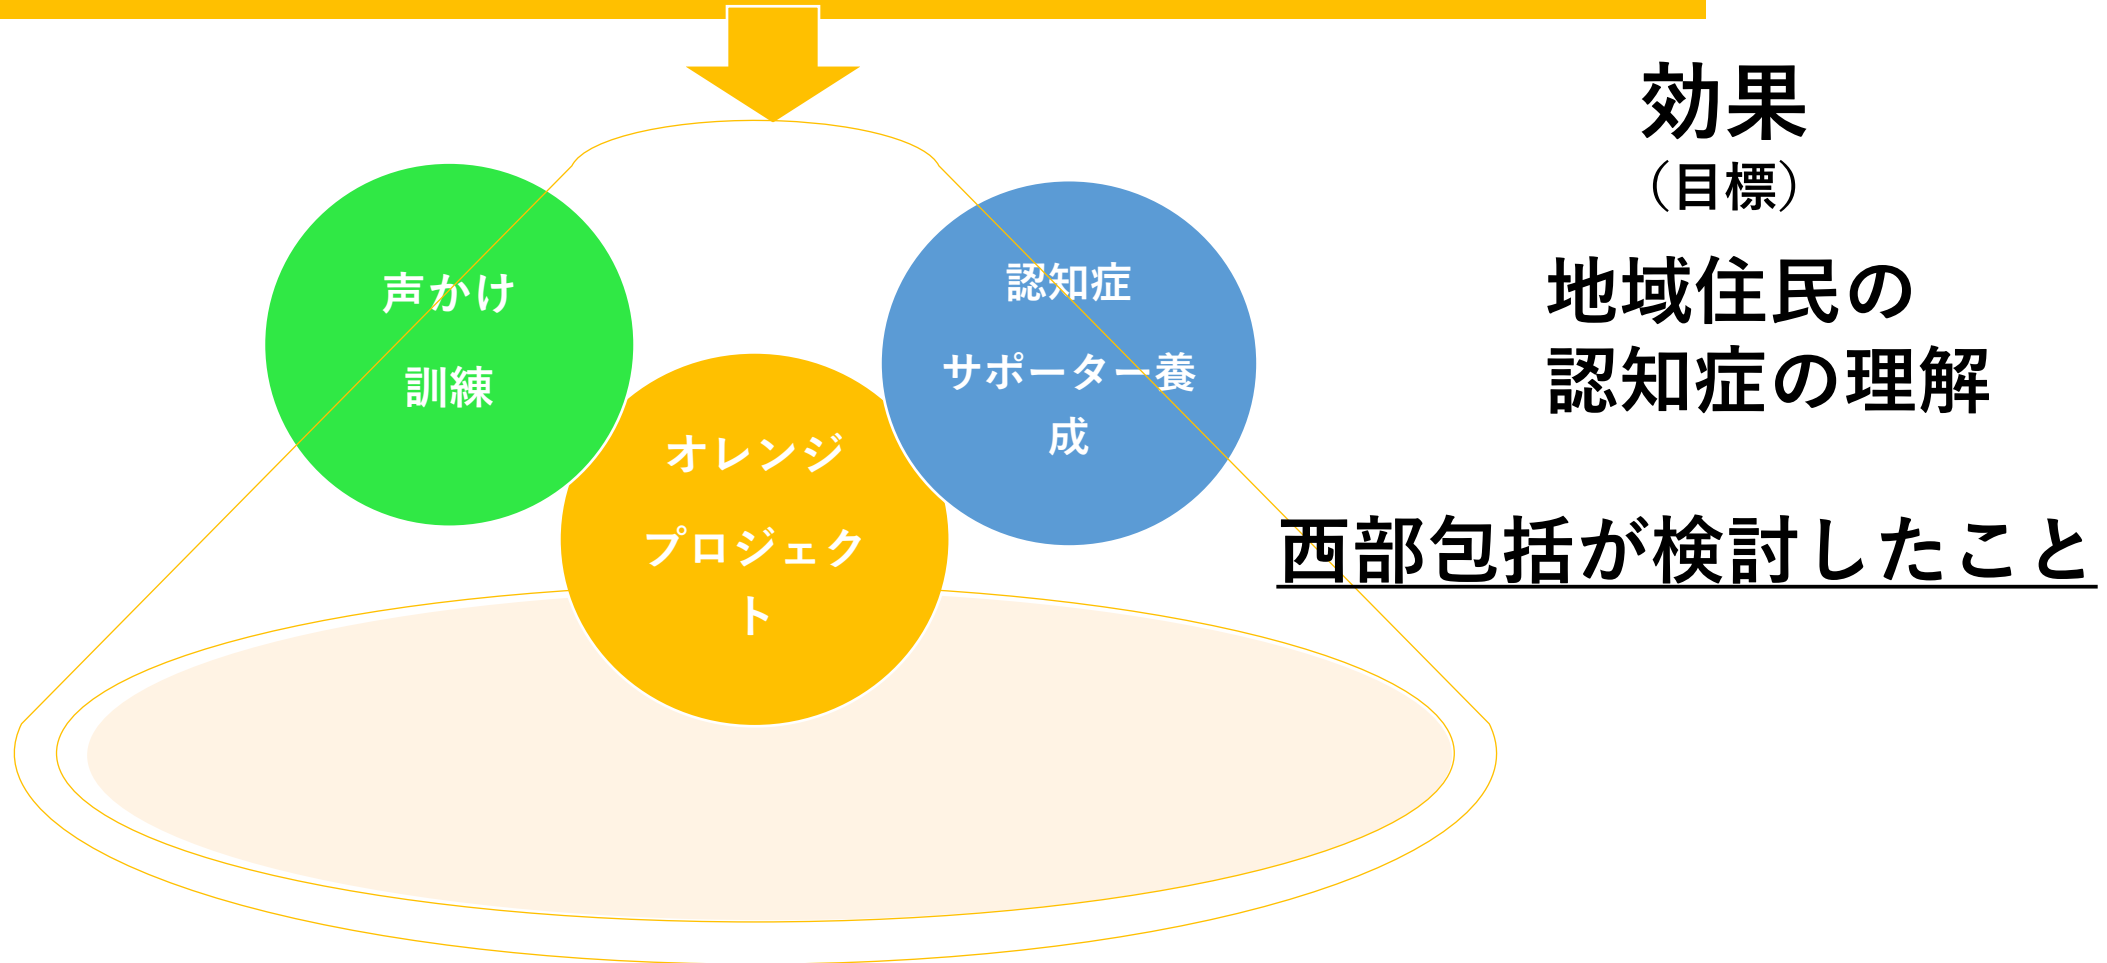 声かけ
訓練
オレンジ
プロジェク
ト
認知症
サポーター養
成
効果
（目標）
地域住民の
認知症の理解
西部包括が検討したこと